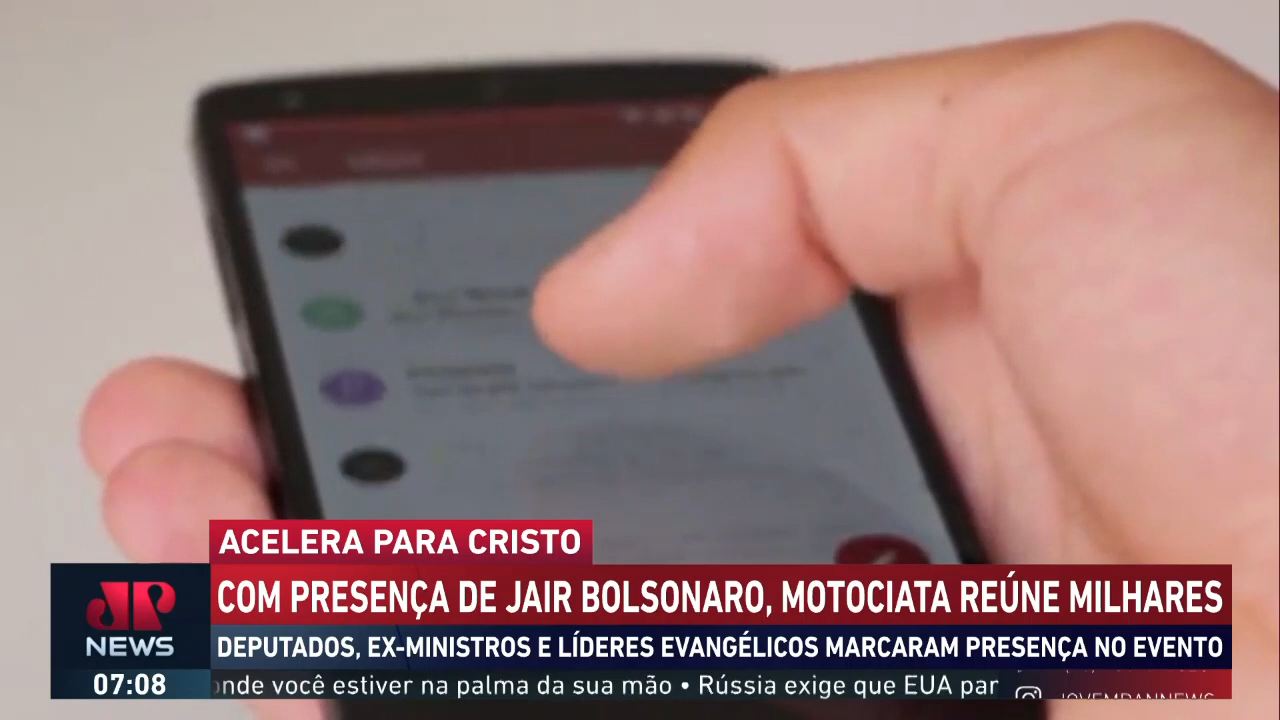 ACELERA PARA CRISTO
COM PRESENÇA DE JAIR BOLSONARO, MOTOCIATA REÚNE MILHARES
JP
NEWS
DEPUTADOS, EX-MINISTROS E LÍDERES EVANGÉLICOS MARCARAM PRESENÇA NO EVENTO
07:08
onde você estiver na palma da sua mão • Rússia exige que EUA par
JOVEMPANNEWS